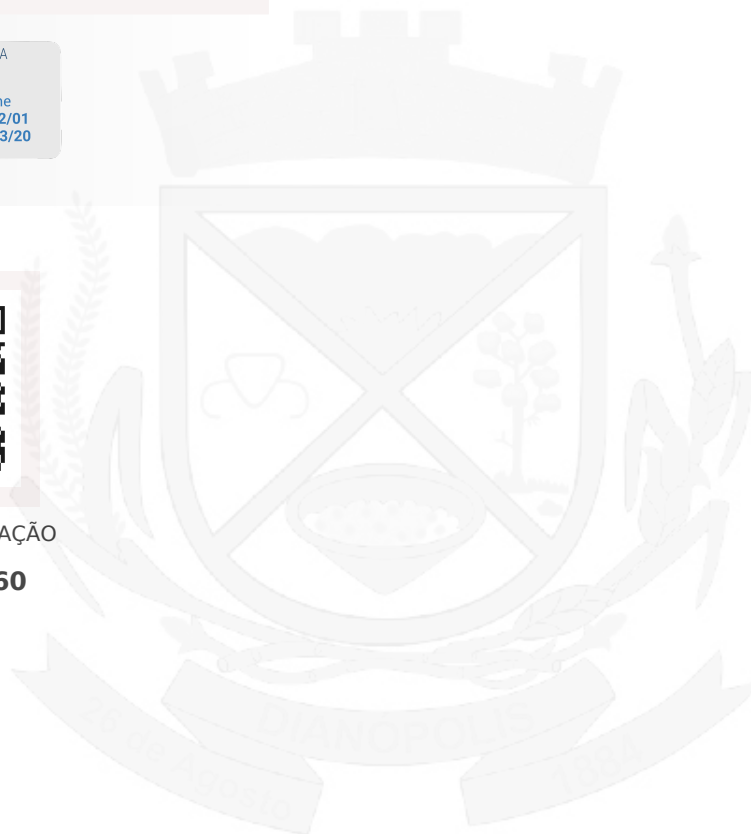 A
ne
2/01
3/20
AÇÃO
60
26 de Agosto
DIANÓPOLIS
1884